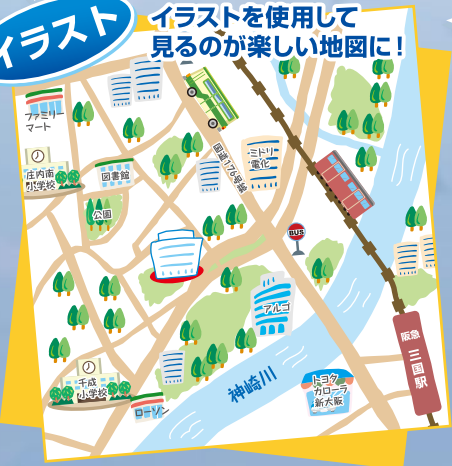 イラスト
イラストを使用して
見るのが楽しい地図に!
ファミリー
マート
庄内南
小学校
図書館
公園
国道176号線
ミドリ
電化
BUS
アルゴ
千成
小学校
ローソン
神崎川
トヨタ
カローラ
新大阪
阪急
三国駅